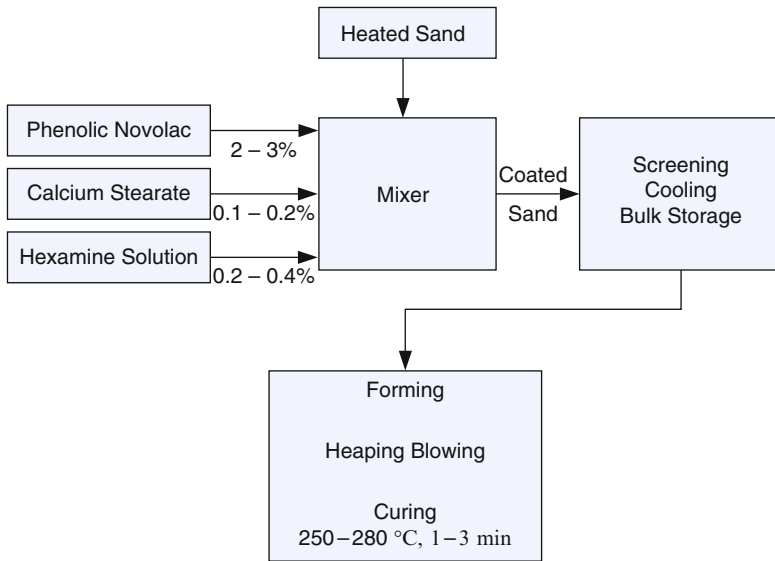 Heated Sand
Phenolic Novolac
2 – 3%
Calcium Stearate
0.1 – 0.2%
Hexamine Solution
0.2 – 0.4%
Mixer
Coated
Sand
Screening
Cooling
Bulk Storage
Forming
Heaping Blowing
Curing
250–280 °C, 1–3 min